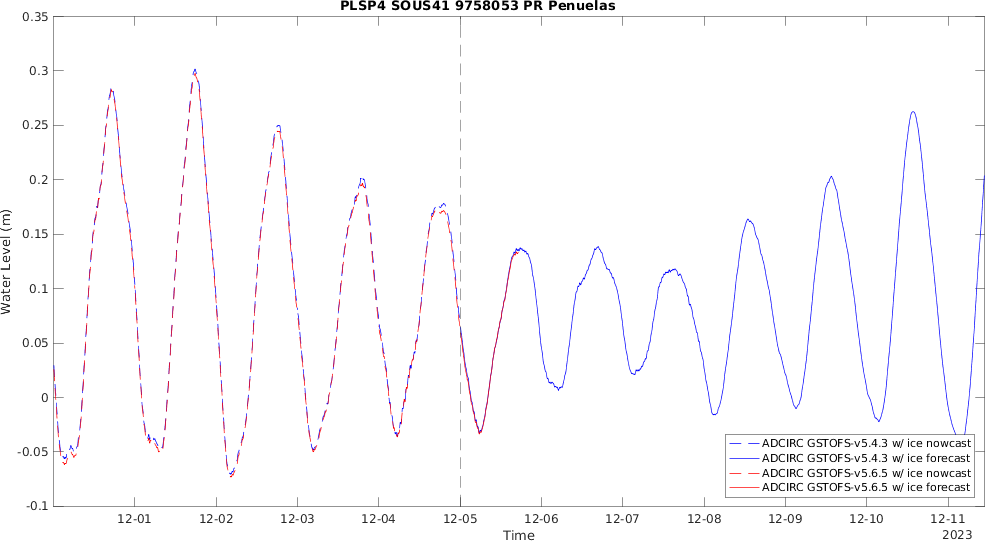 PLSP4 SOUS41 9758053 PR Penuelas
Water Level (m)
0.35
0.3
0.25
0.2
0.15
0.1
0.05
0
-0.05
-0.1
ADCIRC GSTOFS-v5.4.3 w/ ice nowcast
ADCIRC GSTOFS-v5.4.3 w/ ice forecast
ADCIRC GSTOFS-v5.6.5 w/ ice nowcast
ADCIRC GSTOFS-v5.6.5 w/ ice forecast
12-01 12-02 12-03 12-04 12-05 12-06 12-07 12-08 12-09 12-10 12-11
Time
2023